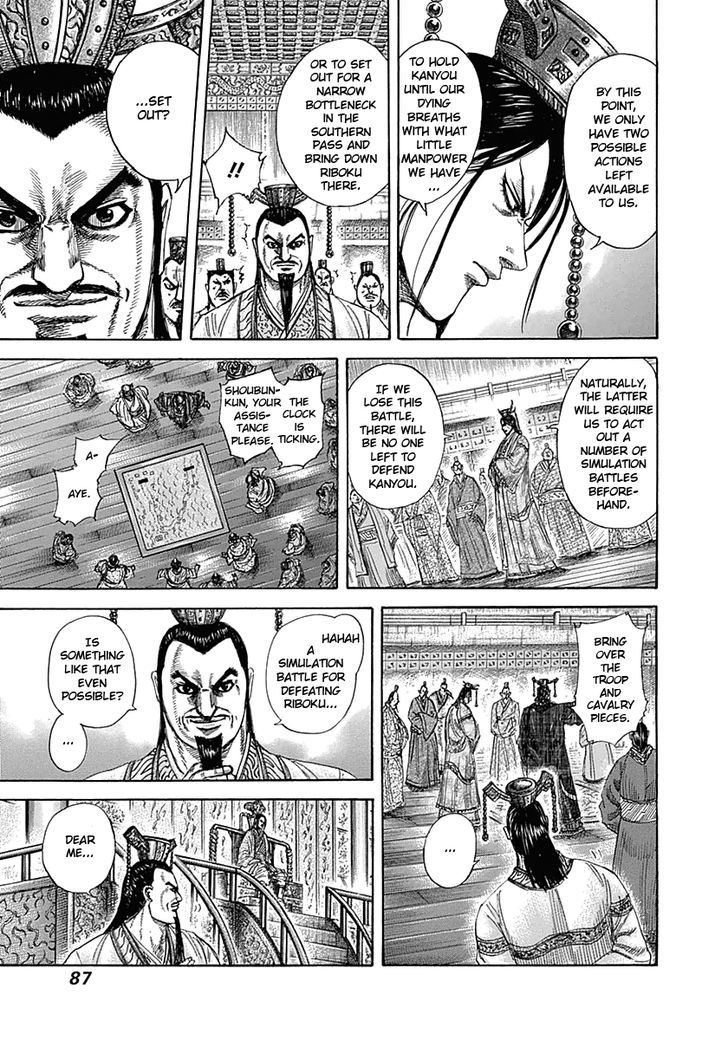 BY THIS
POINT,
WE ONLY
HAVE TWO
POSSIBLE
ACTIONS
LEFT
AVAILABLE
TO US.
TO HOLD
KANYOU
UNTIL OUR
DYING
BREATHS
WITH WHAT
LITTLE
MANPOWER
WE HAVE
...
OR TO SET
OUT FOR A
NARROW
BOTTLENECK
IN THE
SOUTHERN
PASS AND
BRING DOWN
RIBOKU
THERE.
!!
...SET
OUT?
NATURALLY,
THE LATTER
WILL REQUIRE
US TO ACT
OUT A
NUMBER OF
SIMULATION
BATTLES
BEFORE-
HAND.
IF WE
LOSE THIS
BATTLE,
THERE
WILL BE
NO ONE
LEFT TO
DEFEND
KANYOU.
THE
CLOCK
IS
TICKING.
SHOUBUN-
KUN, YOUR
ASSIS-
TANCE
PLEASE.
A-
AYE.
BRING
OVER
THE
TROOP
AND
CAVALRY
PIECES.
...
HAHAH
A
SIMULATION
BATTLE FOR
DEFEATING
RIBOKU...
IS
SOMETHING
LIKE THAT
EVEN
POSSIBLE?
...
DEAR
ME...
87